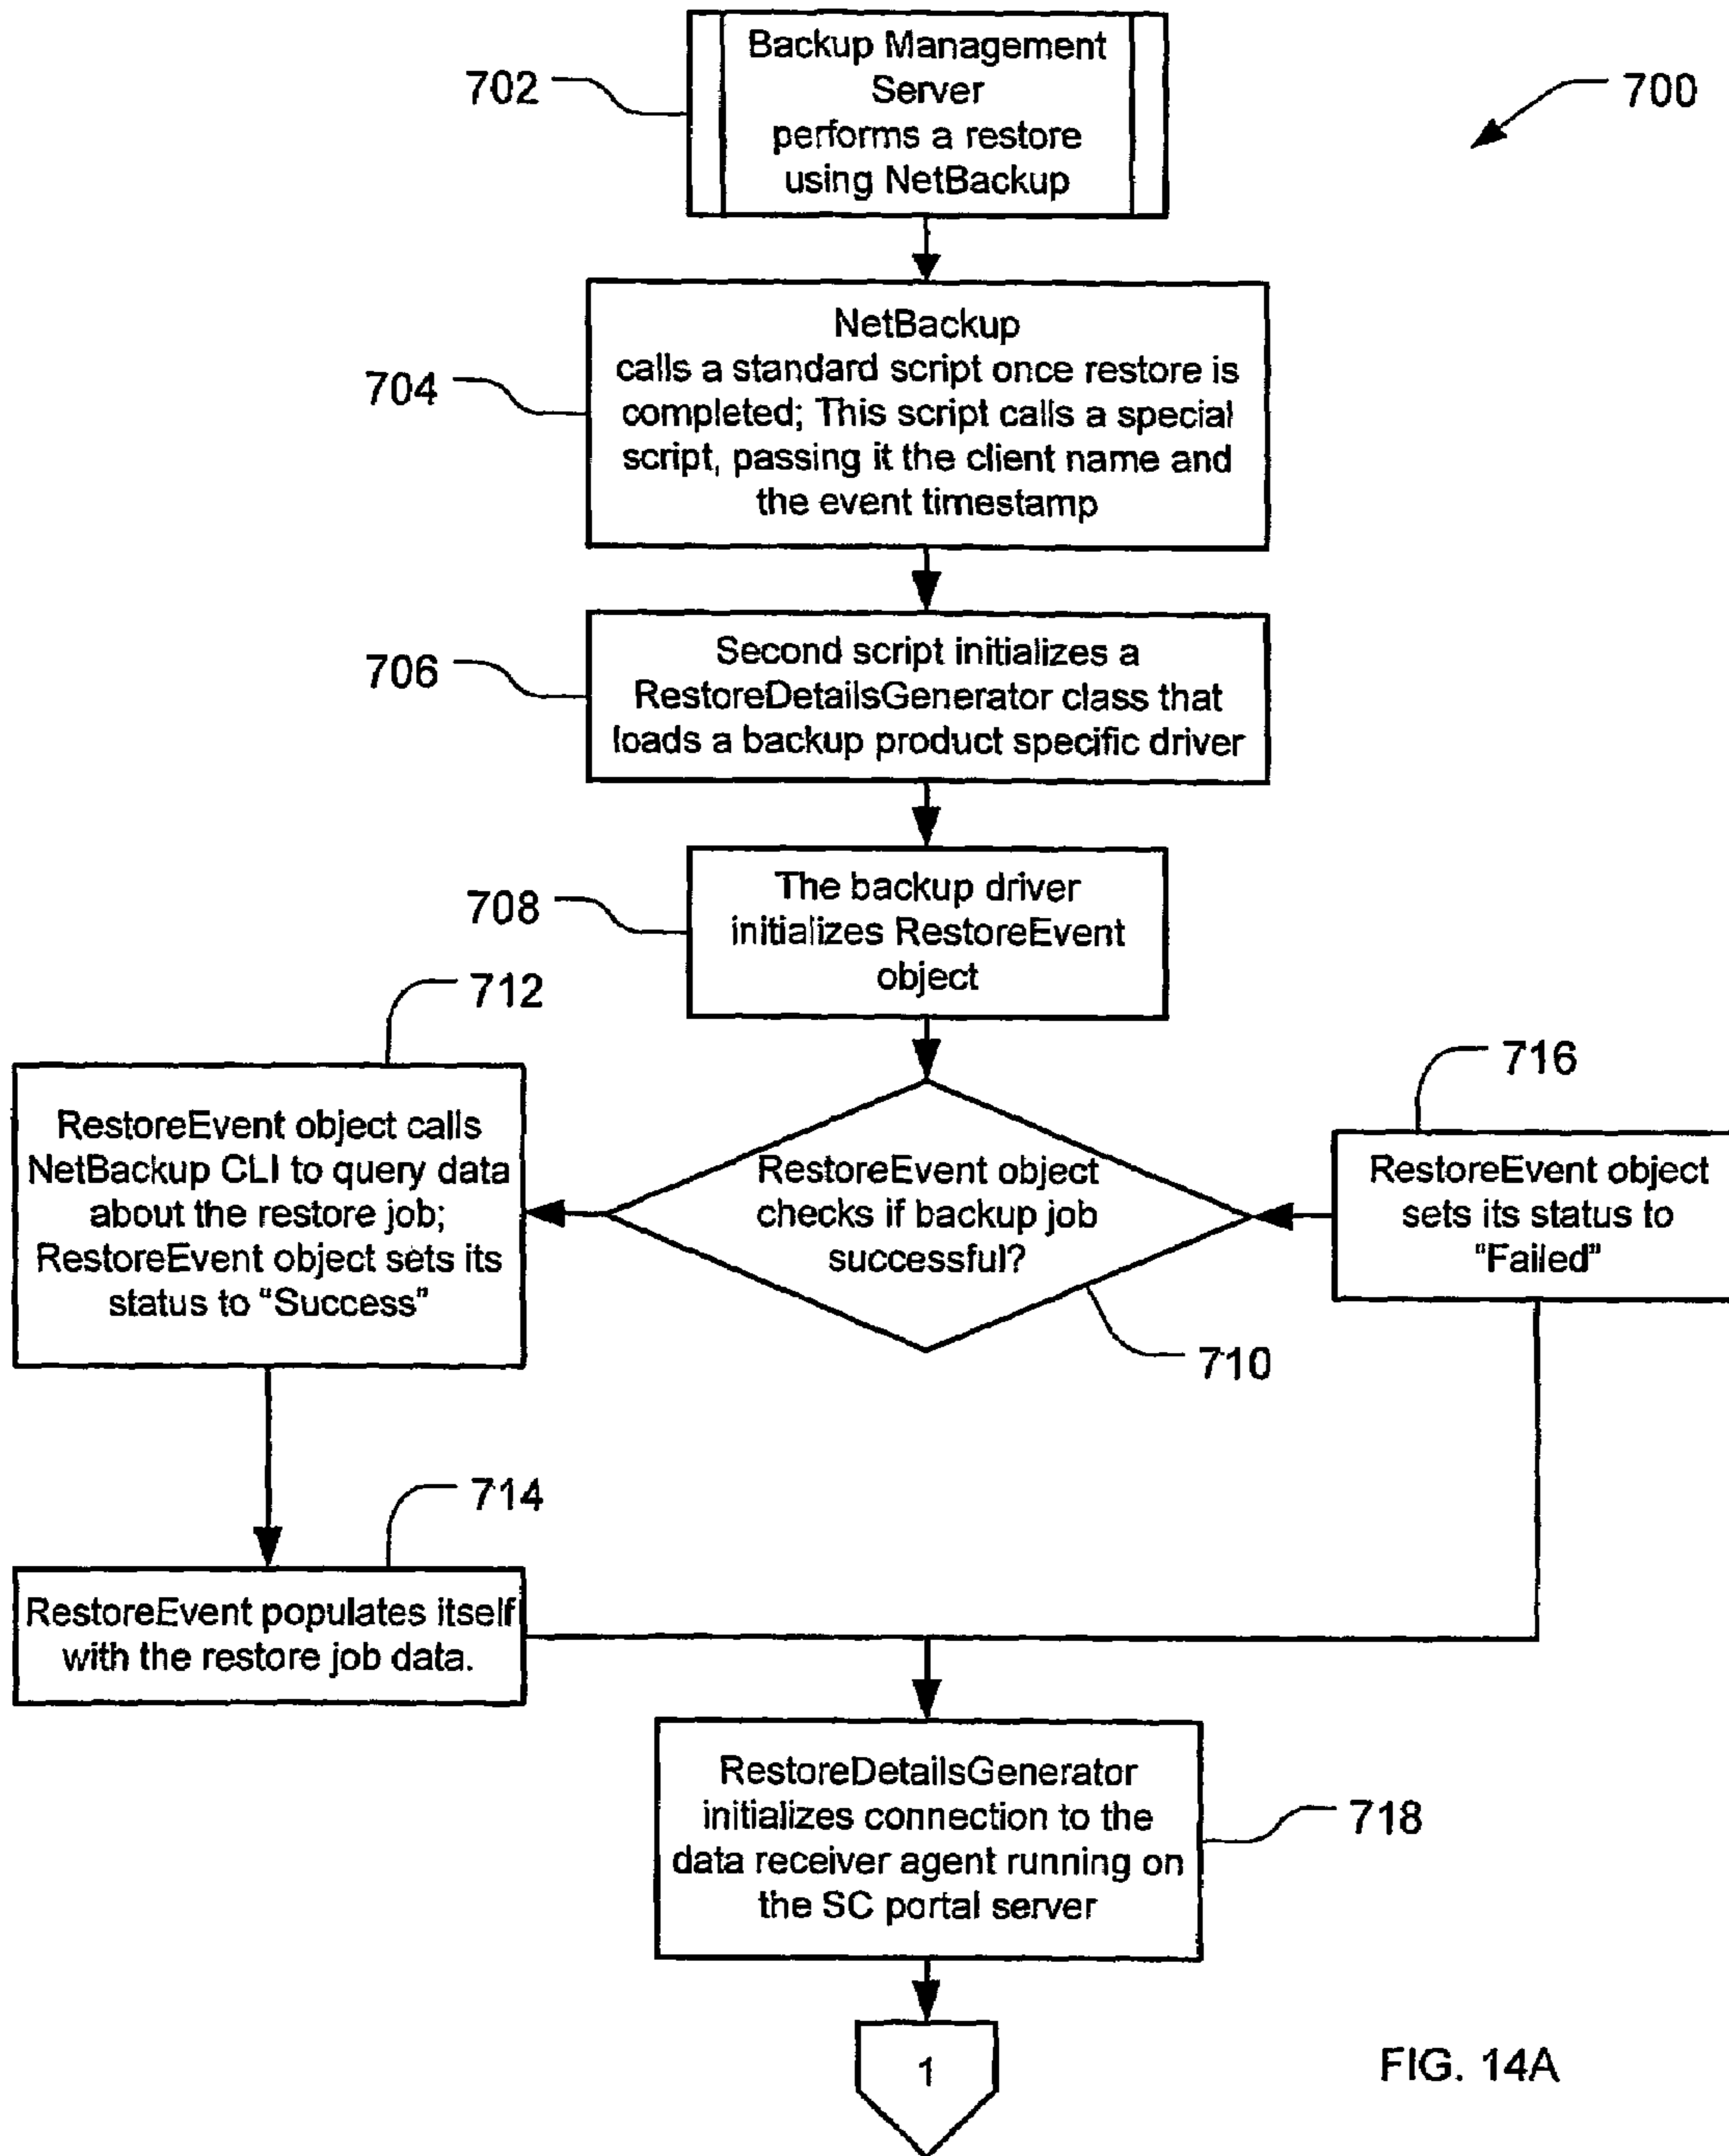 702
Backup Management
Server
performs a restore
using NetBackup
700
704
NetBackup
calls a standard script once restore is
completed; This script calls a special
script, passing it the client name and
the event timestamp
706
Second script initializes a
RestoreDetailsGenerator class that
loads a backup product specific driver
708
The backup driver
initializes RestoreEvent
object
712
RestoreEvent object calls
NetBackup CLI to query data
about the restore job;
RestoreEvent object sets its
status to “Success”
RestoreEvent object
checks if backup job
successful?
710
716
RestoreEvent object
sets its status to
“Failed”
714
RestoreEvent populates itself
with the restore job data.
RestoreDetailsGenerator
initializes connection to the
data receiver agent running on
the SC portal server
718
1
FIG. 14A